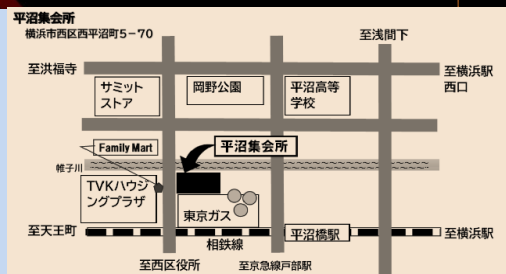 平沼集会所
横浜市西区西平沼町5-70
至浅間下
至洪福寺
至横浜駅
西口
サミット
ストア
岡野公園
平沼高等
学校
Family Mart
平沼集会所
帷子川
TVKハウジ
ングプラザ
東京ガス
至天王町
平沼橋駅
至横浜駅
相鉄線
至西区役所
至京急線戸部駅